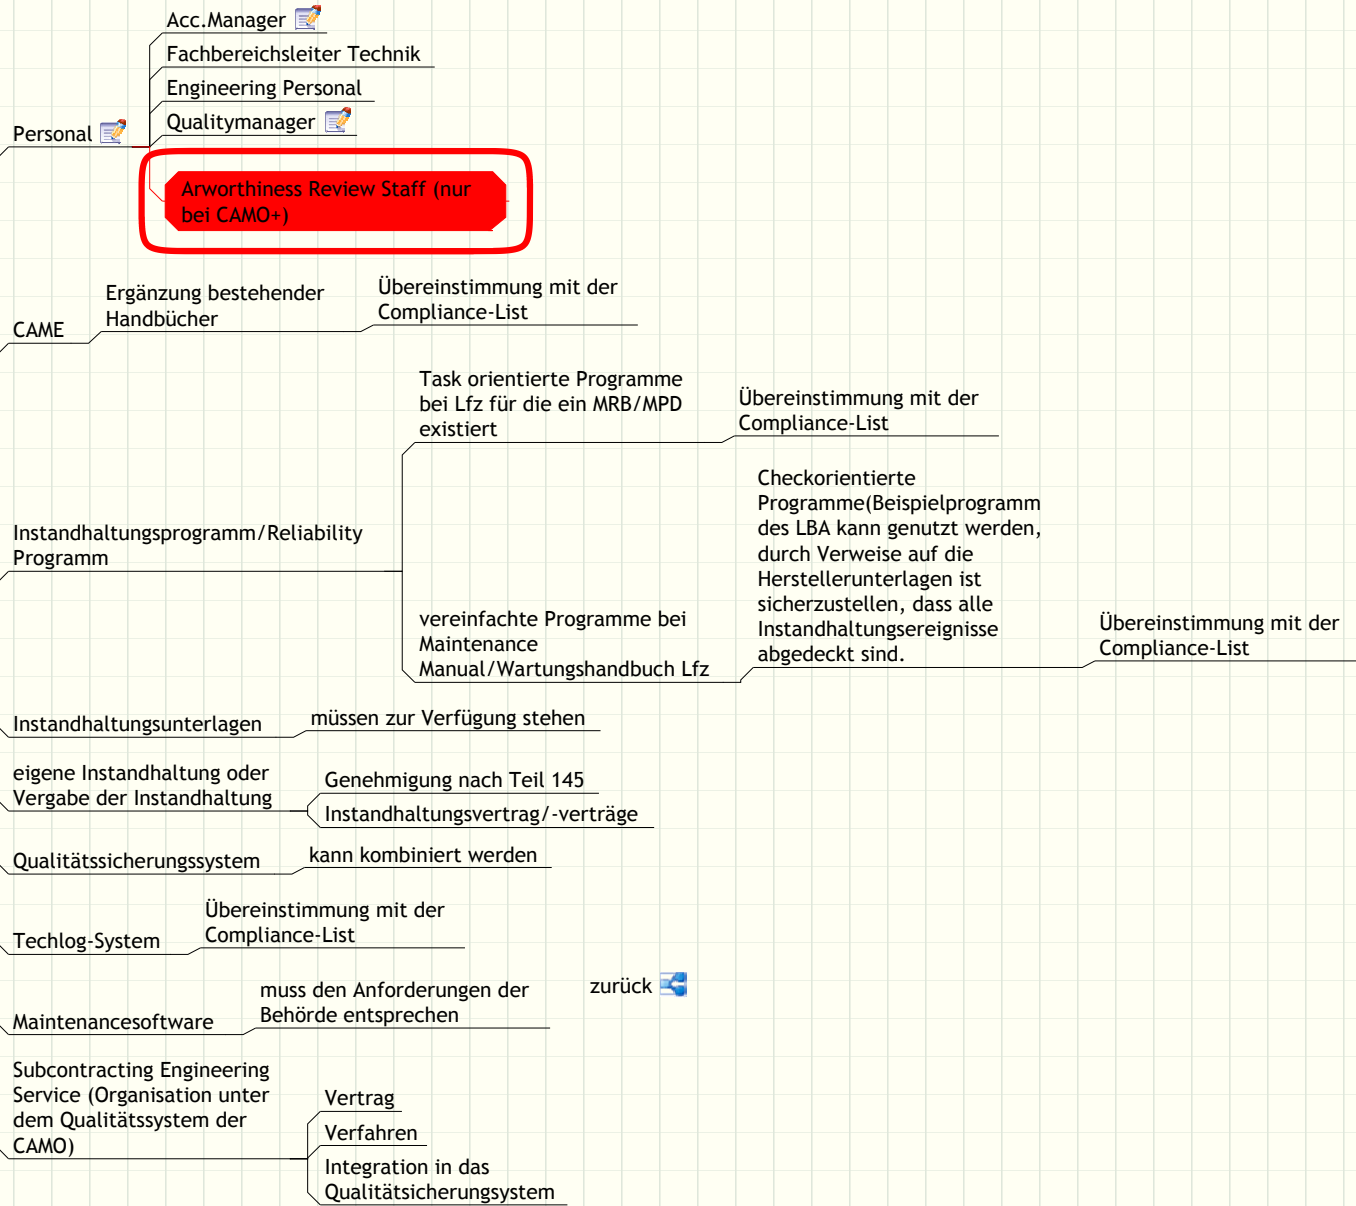 Acc.Manager
Fachbereichsleiter Technik
Engineering Personal
Qualitymanager
Personal
Arworthiness Review Staff (nur
bei CAMO+)
CAME
Ergänzung bestehender
Handbücher
Übereinstimmung mit der
Compliance-List
Instandhaltungsprogramm/Reliability
Programm
Task orientierte Programme
bei Lfz für die ein MRB/MPD
existiert
Übereinstimmung mit der
Compliance-List
vereinfachte Programme bei
Maintenance
Manual/Wartungshandbuch Lfz
Checkorientierte
Programme(Beispielprogramm
des LBA kann genutzt werden,
durch Verweise auf die
Herstellerunterlagen ist
sicherzustellen, dass alle
Instandhaltungsereignisse
abgedeckt sind.
Übereinstimmung mit der
Compliance-List
Instandhaltungsunterlagen
müssen zur Verfügung stehen
eigene Instandhaltung oder
Vergabe der Instandhaltung
Genehmigung nach Teil 145
Instandhaltungsvertrag/-verträge
Qualitätssicherungssystem
kann kombiniert werden
Techlog-System
Übereinstimmung mit der
Compliance-List
Maintenancesoftware
muss den Anforderungen der
Behörde entsprechen
zurück
Subcontracting Engineering
Service (Organisation unter
dem Qualitätssystem der
CAMO)
Vertrag
Verfahren
Integration in das
Qualitätsicherungsystem